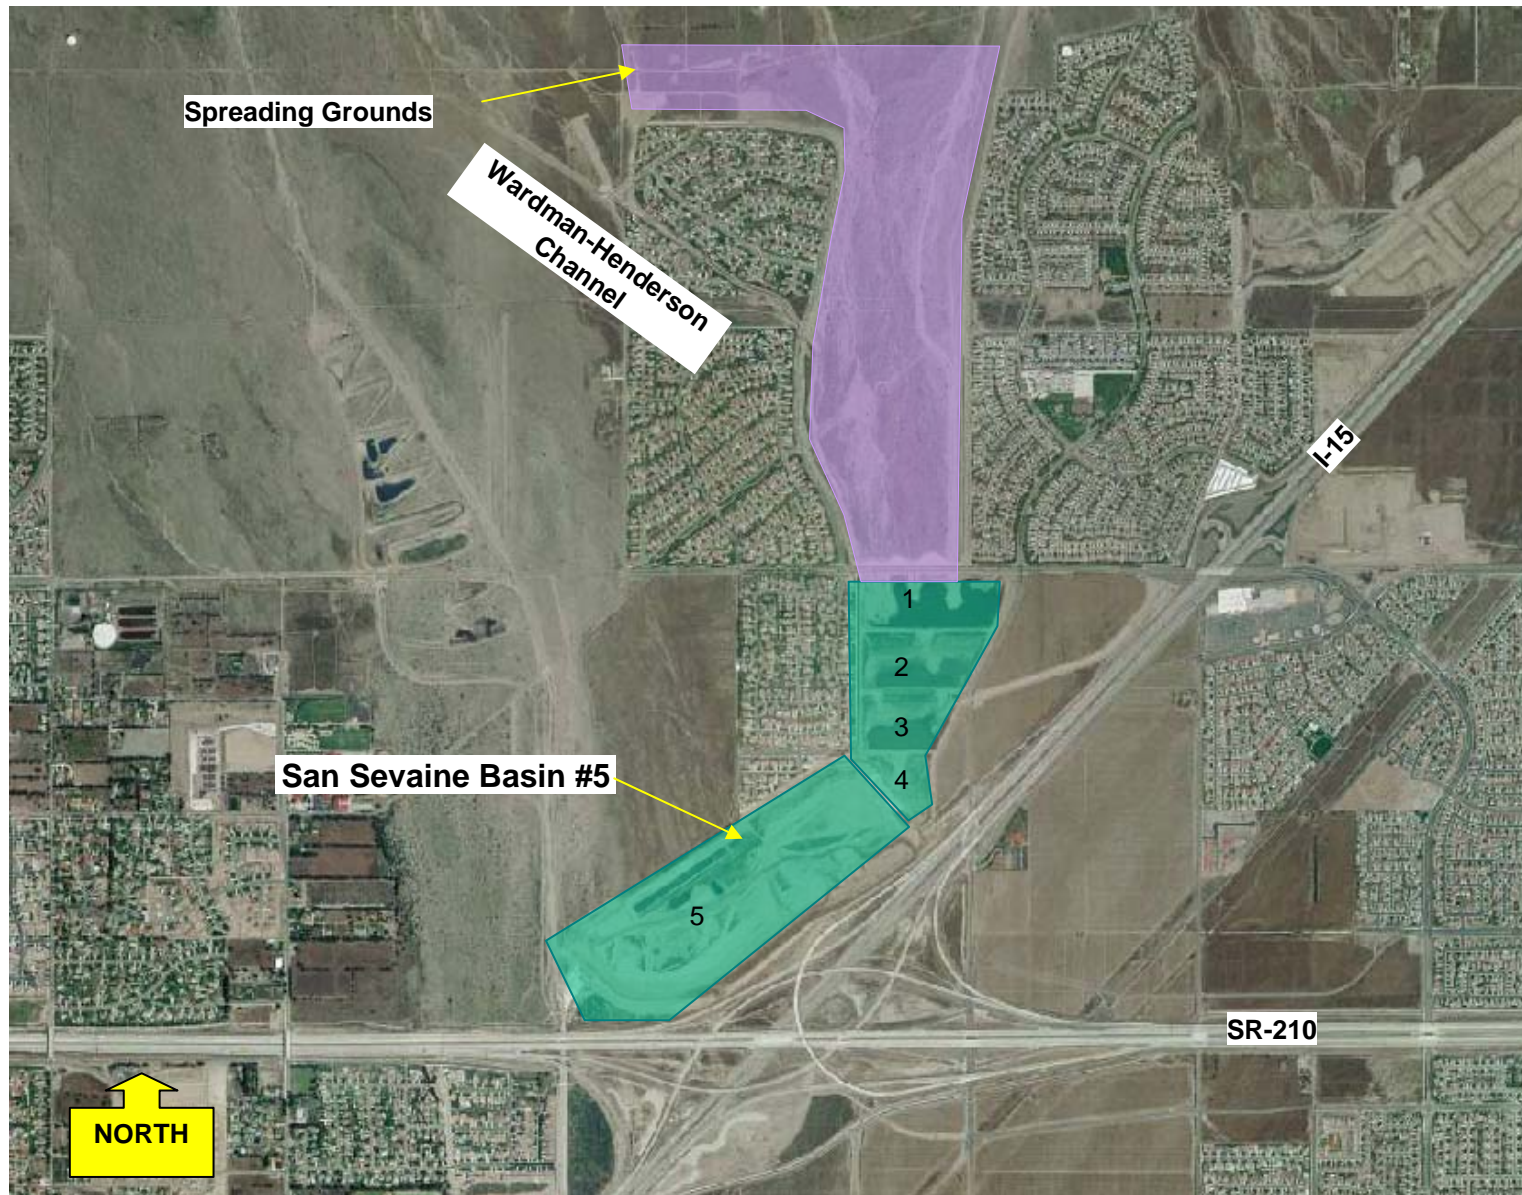 Spreading Grounds
Wardman-Henderson
Channel
I-15
1
2
3
San Sevaine Basin #5
4
5
SR-210
NORTH